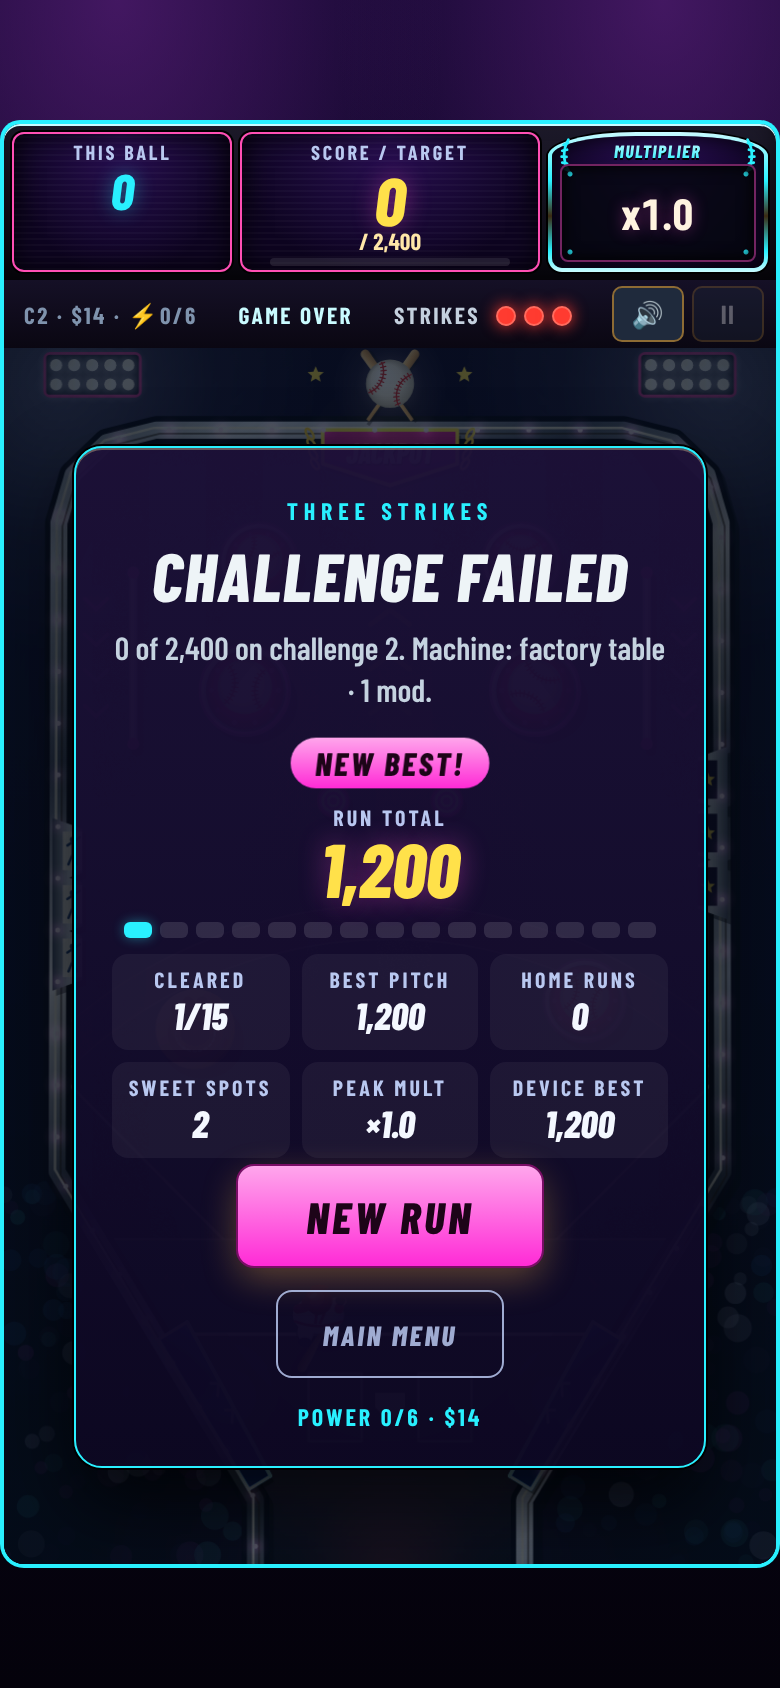 THIS BALL
0
SCORE / TARGET
0
/ 2,400
MULTIPLIER
x1.0
C2 · $14 · ⚡0/6
GAME OVER
STRIKES
THREE STRIKES
CHALLENGE FAILED
0 of 2,400 on challenge 2. Machine: factory table
· 1 mod.
NEW BEST!
RUN TOTAL
1,200
CLEARED
1/15
BEST PITCH
1,200
HOME RUNS
0
SWEET SPOTS
2
PEAK MULT
×1.0
DEVICE BEST
1,200
NEW RUN
MAIN MENU
POWER 0/6 · $14